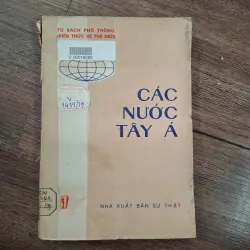 TỦ SÁCH PHỔ THÔNG
KIẾN THỨC VỀ THẾ GIỚI
CÁC
NƯỚC
TÂY Á
NHÀ XUẤT BẢN SỰ THẬT